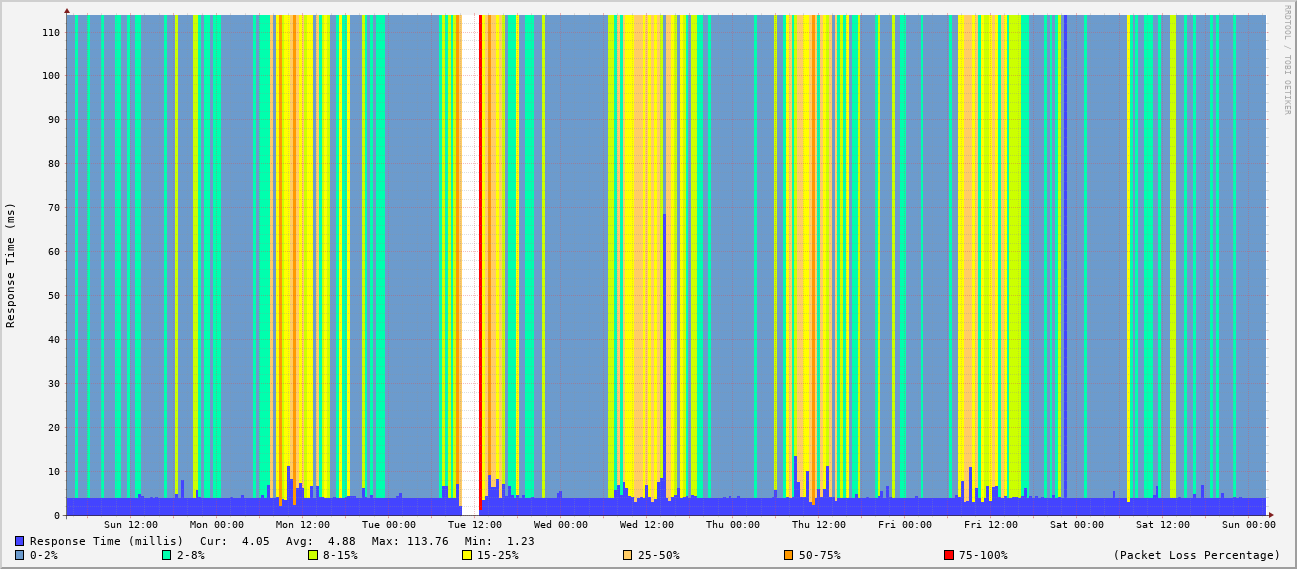 RRDTOOL / TOBI OETIKER
Response Time (ms)
110
100
90
80
70
60
50
40
30
20
10
0
Sun 12:00 Mon 00:00 Mon 12:00 Tue 00:00 Tue 12:00 Wed 00:00 Wed 12:00 Thu 00:00 Thu 12:00 Fri 00:00 Fri 12:00 Sat 00:00 Sat 12:00 Sun 00:00
Response Time (millis) Cur: 4.05 Avg: 4.88 Max: 113.76 Min: 1.23
0-2% 2-8% 8-15% 15-25% 25-50% 50-75% 75-100% (Packet Loss Percentage)